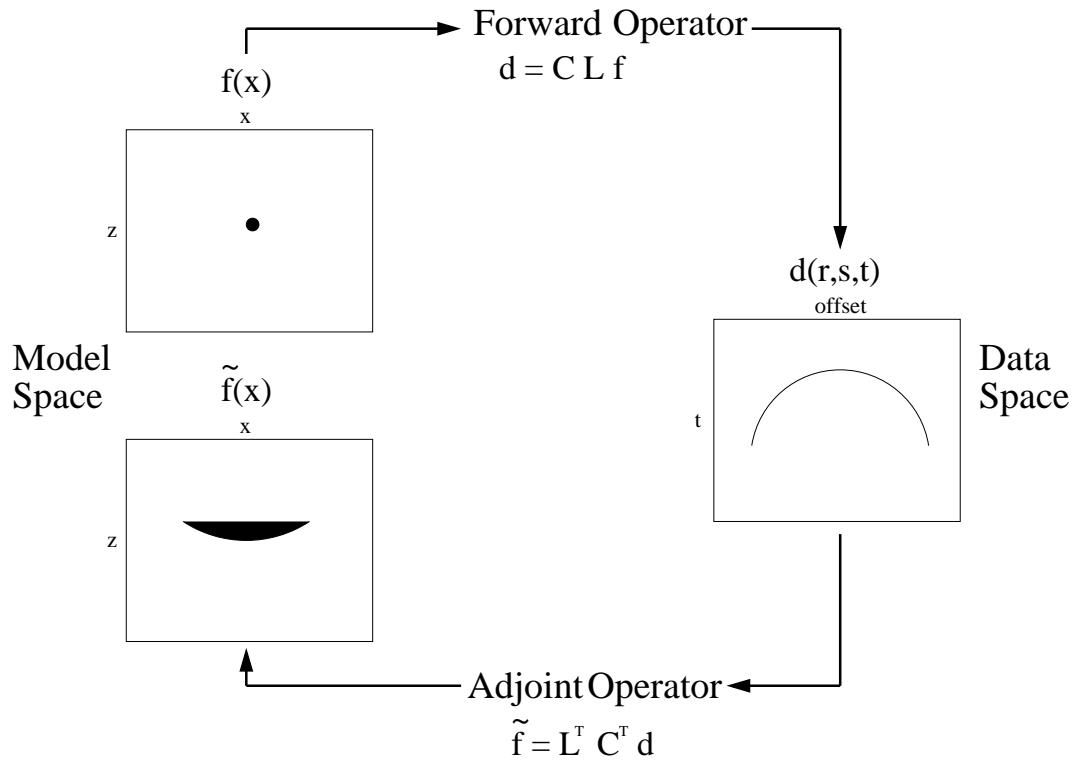 Forward Operator
d = C L f
f(x)
x
z
d(r,s,t)
offset
t
Model
Space
Data
Space
f̃(x)
x
z
Adjoint Operator
f̃ = Lᵀ Cᵀ d